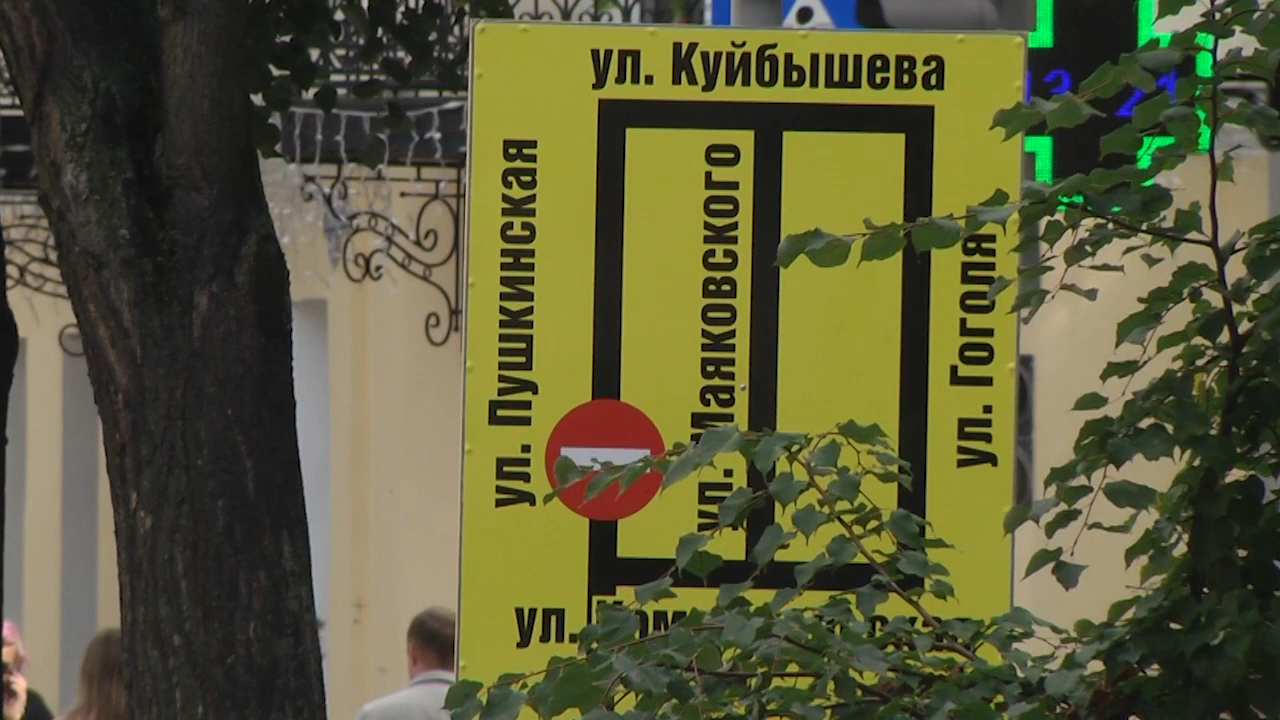 ул. Куйбышева
ул. Пушкинская
ул. Маяковского
ул. Гоголя
ул.